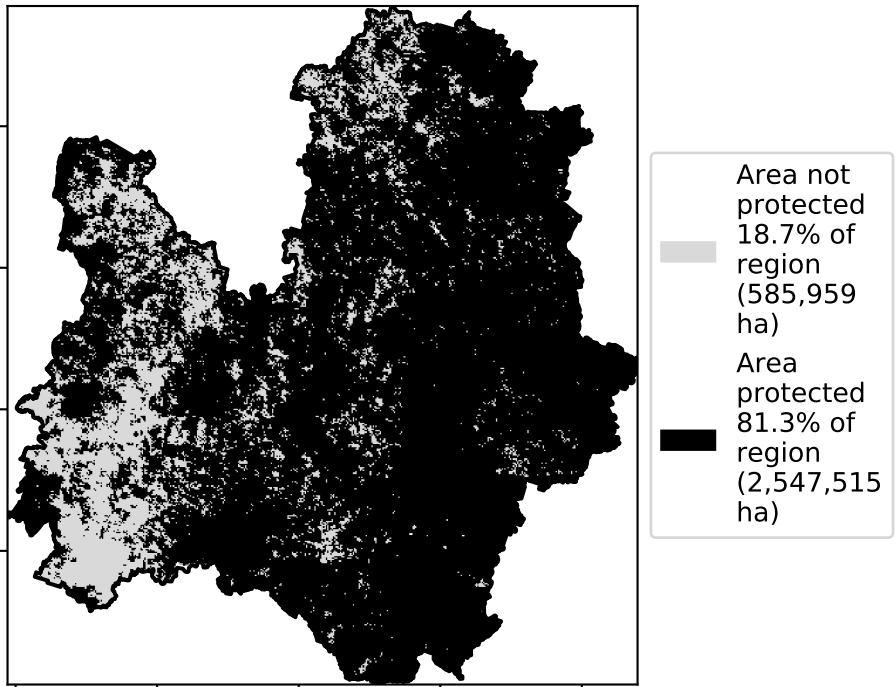 Area not
protected
18.7% of
region
(585,959
ha)
Area
protected
81.3% of
region
(2,547,515
ha)